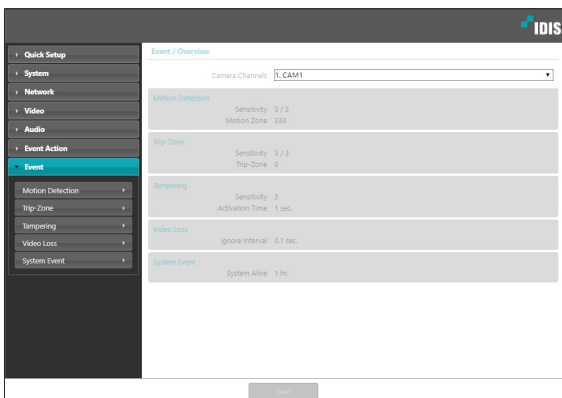 IDIS
Quick Setup
System
Network
Video
Audio
Event Action
Event
Motion Detection
Trip-Zone
Tampering
Video Loss
System Event
Event / Overview
Camera Channels 1. CAM1
Motion Detection
Sensitivity 3 / 3
Motion Zone 330
Trip-Zone
Sensitivity 3 / 3
Trip-Zone 0
Tampering
Sensitivity 3
Activation Time 1 sec.
Video Loss
Ignore Interval 0.1 sec.
System Event
System Alive 1 hr.
Save